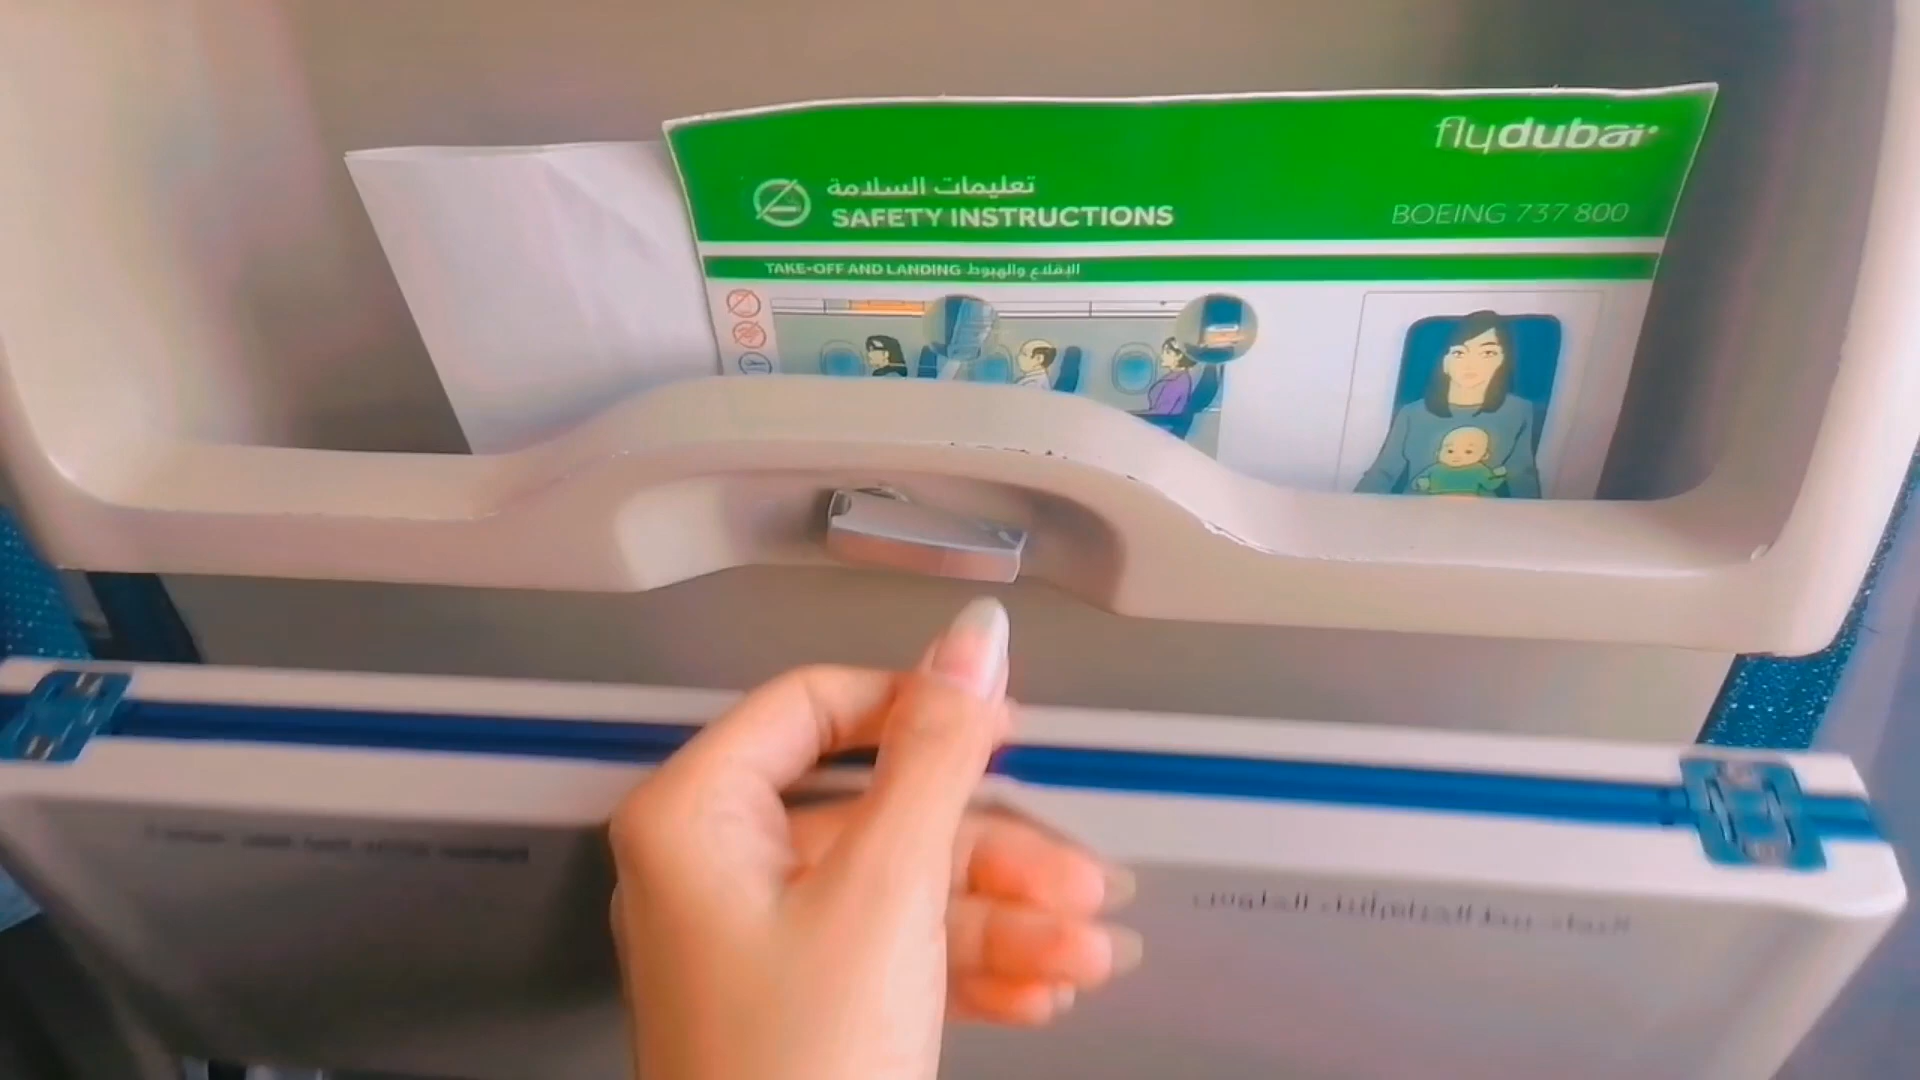 flydubai
تعليمات السلامة
SAFETY INSTRUCTIONS
BOEING 737 800
TAKE-OFF AND LANDING الإقلاع والهبوط